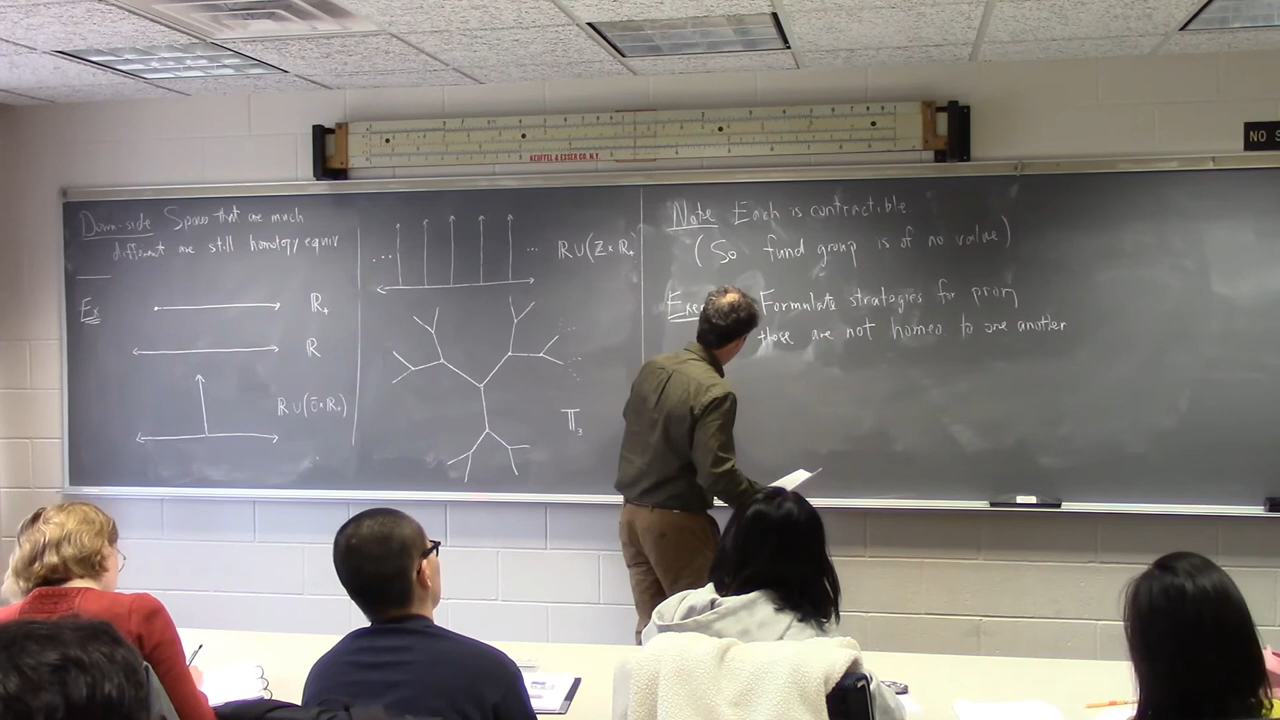 KEUFFEL & ESSER CO. N.Y.
NO S
Down-side Spaces that are much
different are still homotopy equiv
Ex
ℝ₊
ℝ
ℝ∪(0̄×ℝ₊)
... ... ℝ∪(ℤ×ℝ₊)
𝕋₃
Note Each is contractible.
(So fund group is of no value)
Exer Formulate strategies for proving
these are not homeo to one another